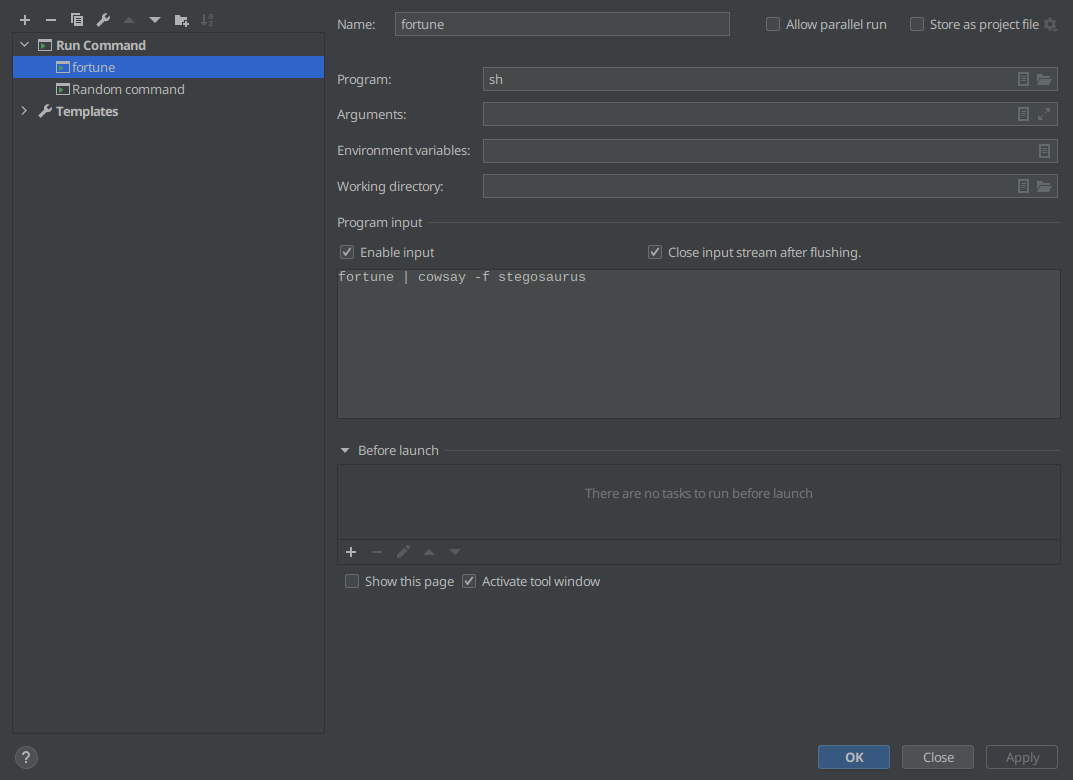 Run Command
fortune
Random command
Templates
Name: fortune Allow parallel run Store as project file
Program: sh
Arguments:
Environment variables:
Working directory:
Program input
Enable input Close input stream after flushing.
fortune | cowsay -f stegosaurus
Before launch
There are no tasks to run before launch
Show this page Activate tool window
? OK Close Apply